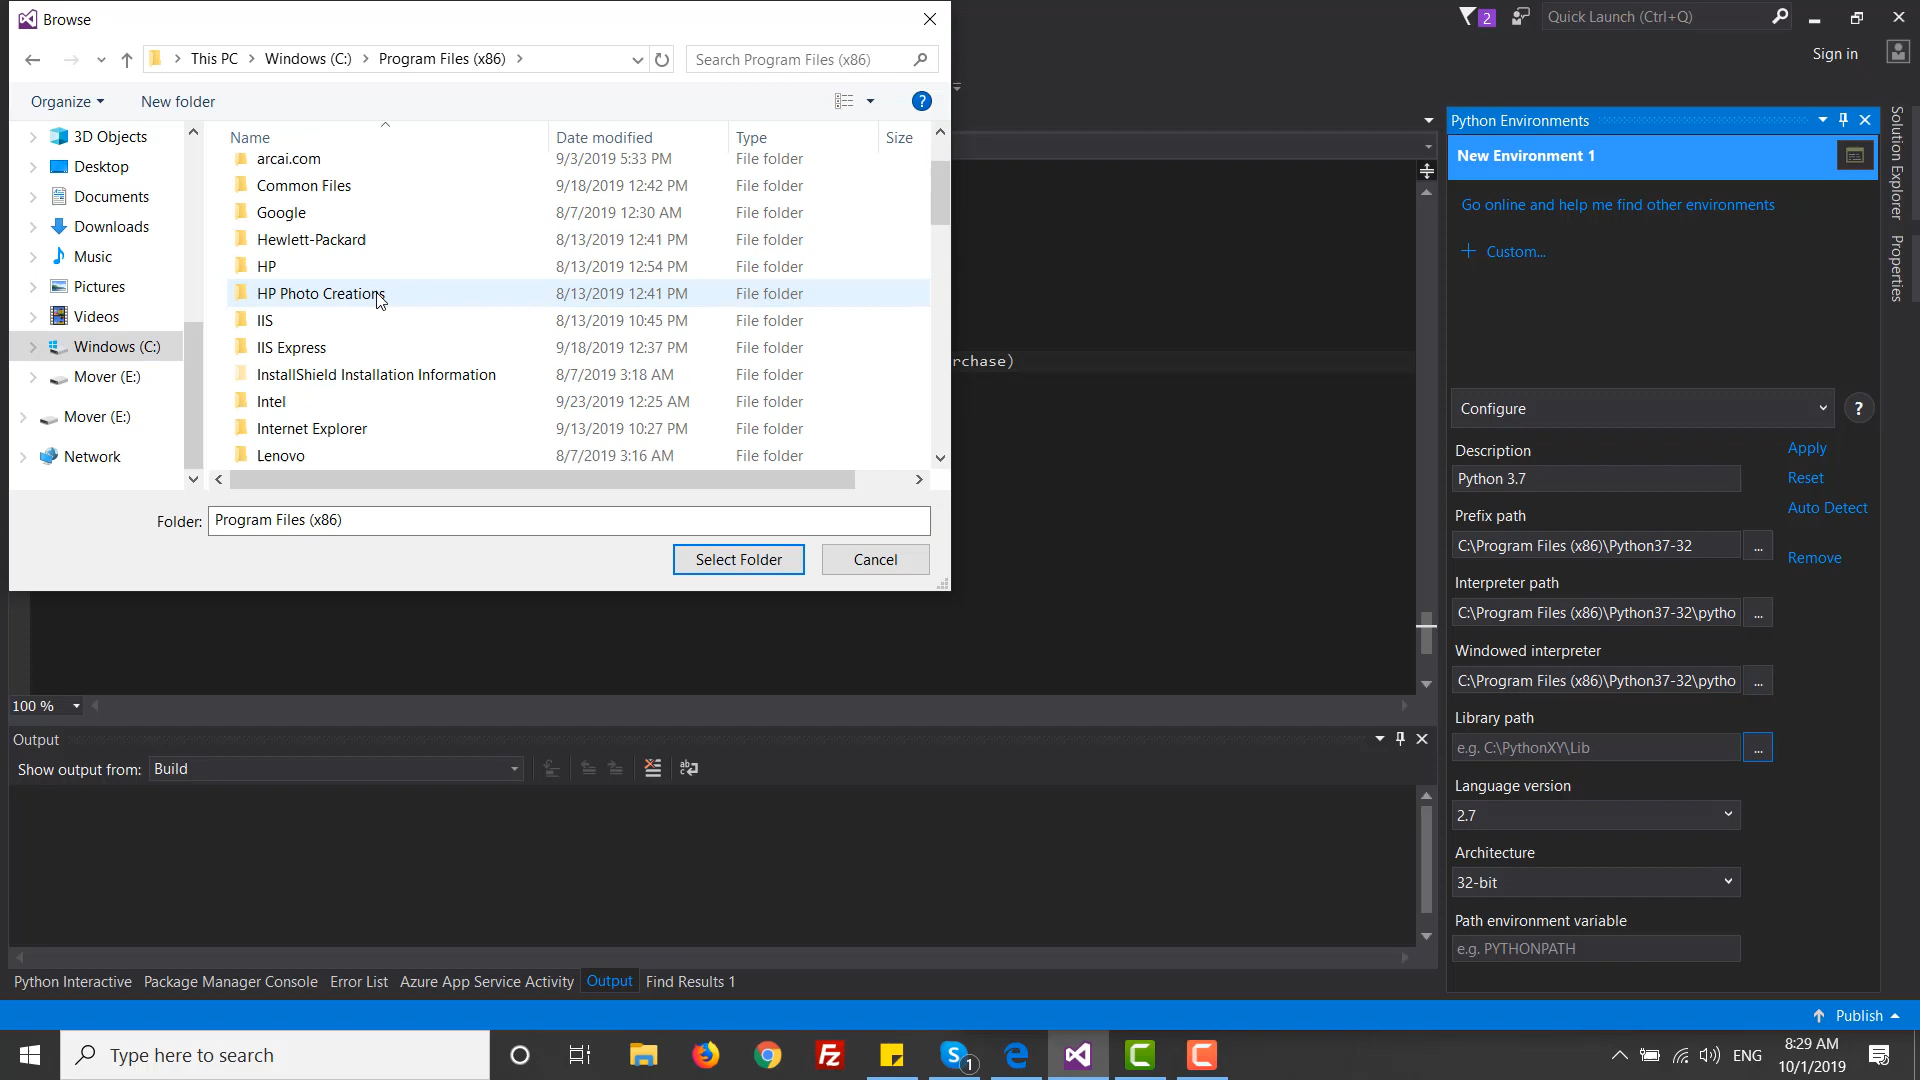 Browse
This PC > Windows (C:) > Program Files (x86) >
Search Program Files (x86)
Organize
New folder
Name
Date modified
Type
Size
3D Objects
Desktop
Documents
Downloads
Music
Pictures
Videos
Windows (C:)
Mover (E:)
Mover (E:)
Network
arcai.com 9/3/2019 5:33 PM File folder
Common Files 9/18/2019 12:42 PM File folder
Google 8/7/2019 12:30 AM File folder
Hewlett-Packard 8/13/2019 12:41 PM File folder
HP 8/13/2019 12:54 PM File folder
HP Photo Creations 8/13/2019 12:41 PM File folder
IIS 8/13/2019 10:45 PM File folder
IIS Express 9/18/2019 12:37 PM File folder
InstallShield Installation Information 8/7/2019 3:18 AM File folder
Intel 9/23/2019 12:25 AM File folder
Internet Explorer 9/13/2019 10:27 PM File folder
Lenovo 8/7/2019 3:16 AM File folder
Folder: Program Files (x86)
Select Folder
Cancel
2
Quick Launch (Ctrl+Q)
Sign in
rchase)
Python Environments
New Environment 1
Go online and help me find other environments
+ Custom...
Configure
?
Description
Python 3.7
Apply
Reset
Auto Detect
Remove
Prefix path
C:\Program Files (x86)\Python37-32
...
Interpreter path
C:\Program Files (x86)\Python37-32\pytho
...
Windowed interpreter
C:\Program Files (x86)\Python37-32\pytho
...
Library path
e.g. C:\PythonXY\Lib
...
Language version
2.7
Architecture
32-bit
Path environment variable
e.g. PYTHONPATH
Solution Explorer
Properties
100 %
Output
Show output from: Build
Python Interactive
Package Manager Console
Error List
Azure App Service Activity
Output
Find Results 1
Publish
Type here to search
1
ENG
8:29 AM
10/1/2019